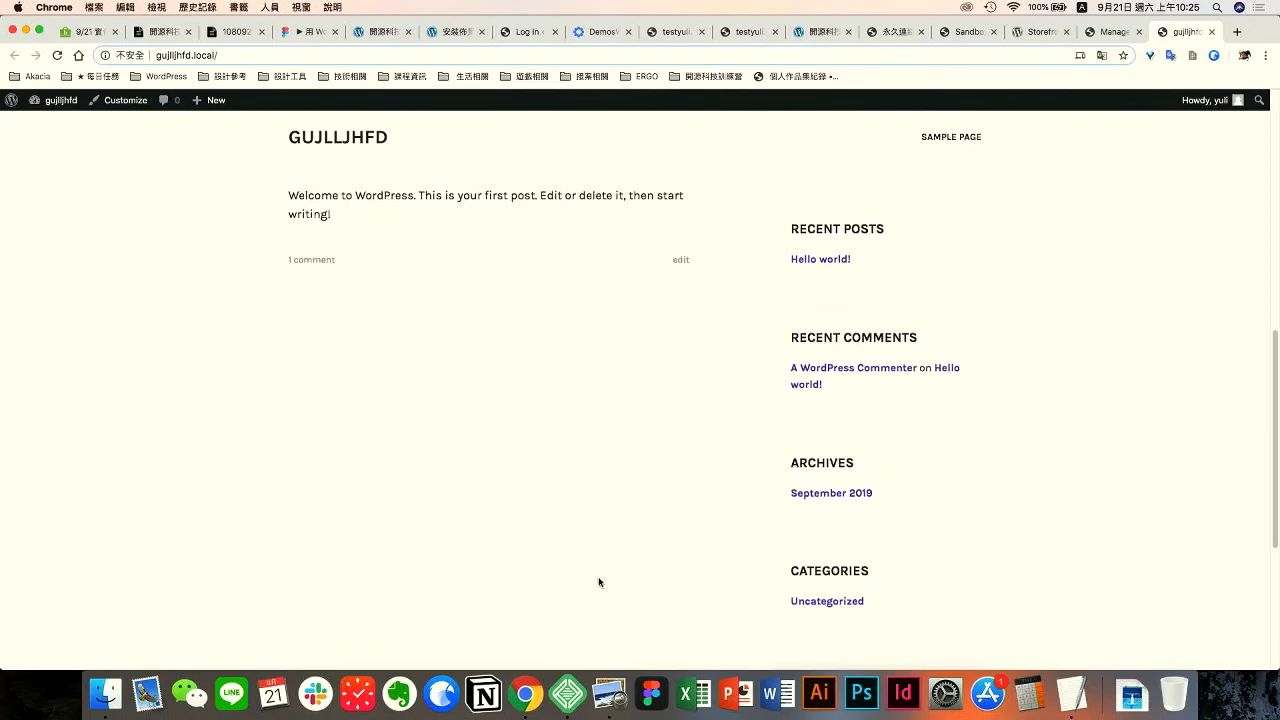 Chrome 檔案 編輯 檢視 歷史記錄 書籤 人員 視窗 說明 100% A 9月21日 週六 上午10:25
9/21 實 開源科 108092 用 Wo 開源科 安裝佈 Log In DemoS testyuli. testyuli. 開源科 永久連 Sandbo Storefr Manage gujlljhfd
不安全 gujlljhfd.local/
Akacia ★ 每日任務 WordPress 設計參考 設計工具 技術相關 課程資訊 生活相關 遊戲相關 接案相關 ERGO 開源科技訓練營 個人作品集紀錄 •...
gujlljhfd Customize 0 New Howdy, yuli
GUJLLJHFD
SAMPLE PAGE
Welcome to WordPress. This is your first post. Edit or delete it, then start
writing!
1 comment edit
RECENT POSTS
Hello world!
RECENT COMMENTS
A WordPress Commenter on Hello
world!
ARCHIVES
September 2019
CATEGORIES
Uncategorized
LINE
21
Ai
Ps
Id
1